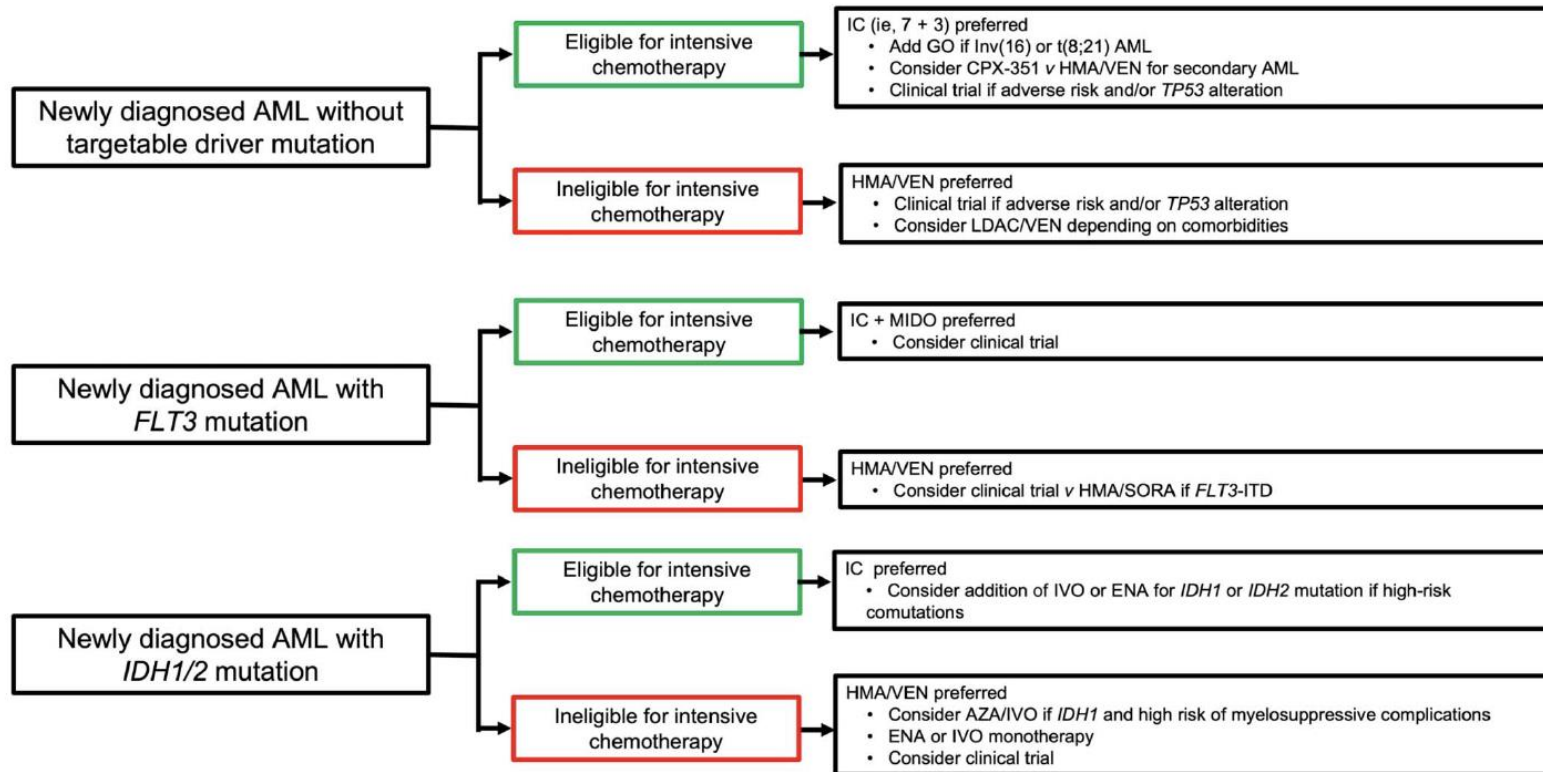 Newly diagnosed AML without
targetable driver mutation
Eligible for intensive
chemotherapy
IC (ie, 7 + 3) preferred
• Add GO if Inv(16) or t(8;21) AML
• Consider CPX-351 v HMA/VEN for secondary AML
• Clinical trial if adverse risk and/or TP53 alteration
Ineligible for intensive
chemotherapy
HMA/VEN preferred
• Clinical trial if adverse risk and/or TP53 alteration
• Consider LDAC/VEN depending on comorbidities
Newly diagnosed AML with
FLT3 mutation
Eligible for intensive
chemotherapy
IC + MIDO preferred
• Consider clinical trial
Ineligible for intensive
chemotherapy
HMA/VEN preferred
• Consider clinical trial v HMA/SORA if FLT3-ITD
Newly diagnosed AML with
IDH1/2 mutation
Eligible for intensive
chemotherapy
IC preferred
• Consider addition of IVO or ENA for IDH1 or IDH2 mutation if high-risk
comutations
Ineligible for intensive
chemotherapy
HMA/VEN preferred
• Consider AZA/IVO if IDH1 and high risk of myelosuppressive complications
• ENA or IVO monotherapy
• Consider clinical trial